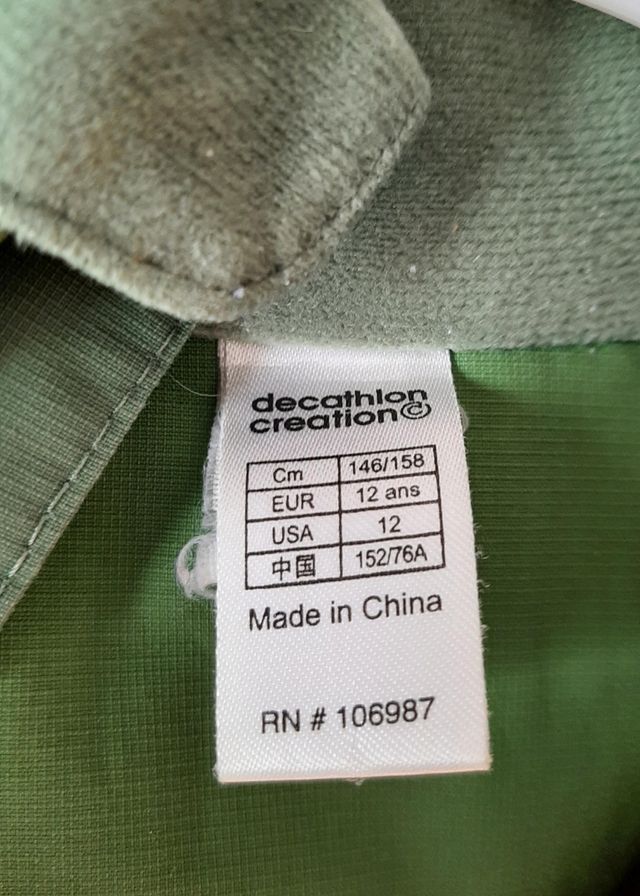 decathlon
creation©
Cm 146/158
EUR 12 ans
USA 12
中国 152/76A
Made in China
RN # 106987